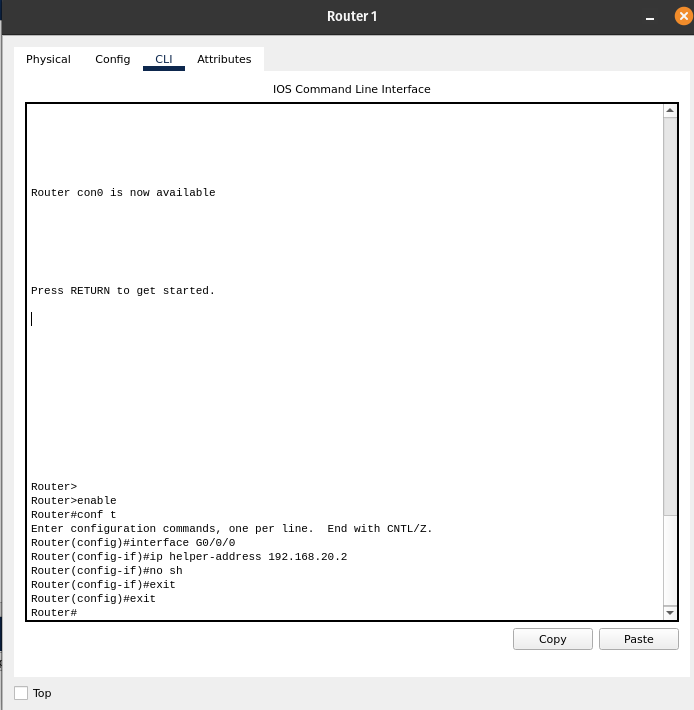 Router 1
Physical Config CLI Attributes
IOS Command Line Interface
Router con0 is now available
Press RETURN to get started.
Router>
Router>enable
Router#conf t
Enter configuration commands, one per line.  End with CNTL/Z.
Router(config)#interface G0/0/0
Router(config-if)#ip helper-address 192.168.20.2
Router(config-if)#no sh
Router(config-if)#exit
Router(config)#exit
Router#
Copy Paste
Top